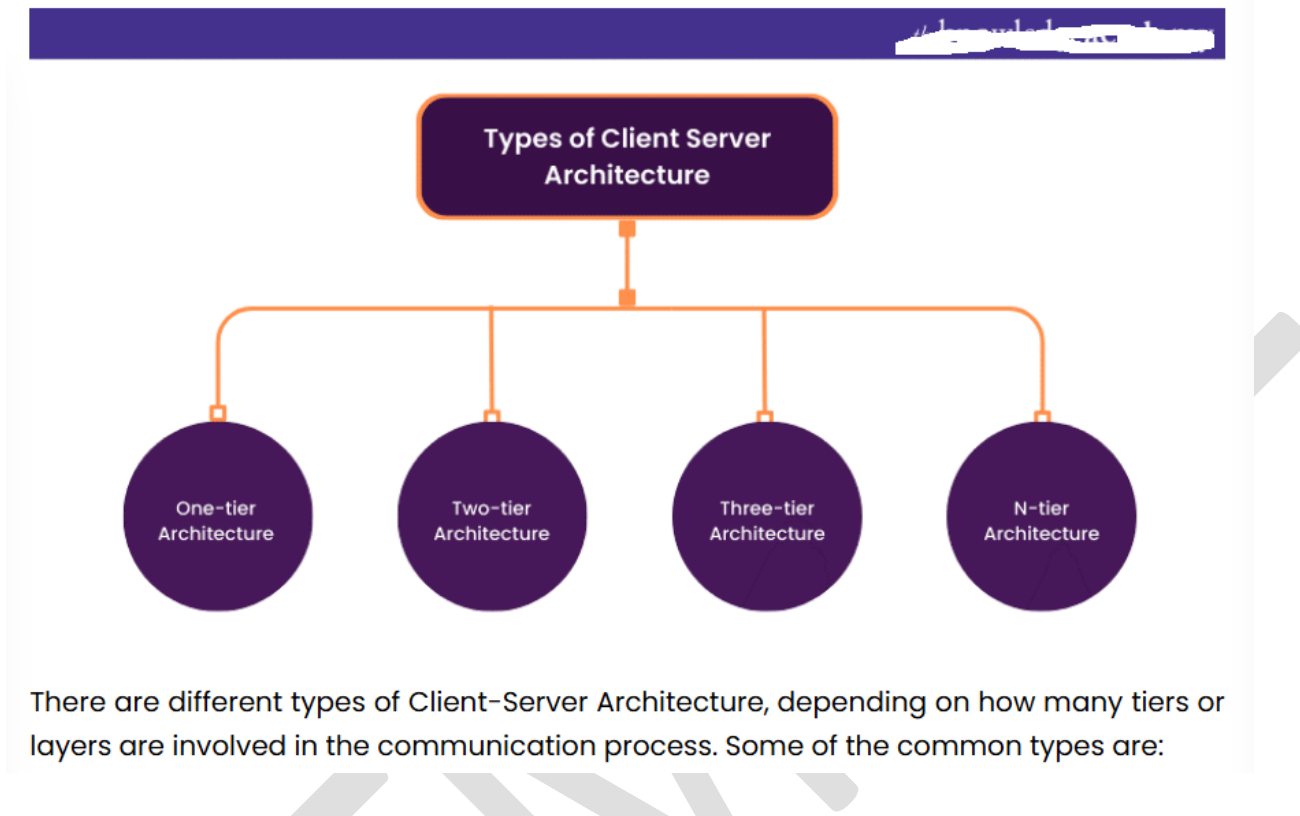 Types of Client Server
Architecture
One-tier
Architecture
Two-tier
Architecture
Three-tier
Architecture
N-tier
Architecture
There are different types of Client-Server Architecture, depending on how many tiers or
layers are involved in the communication process. Some of the common types are: